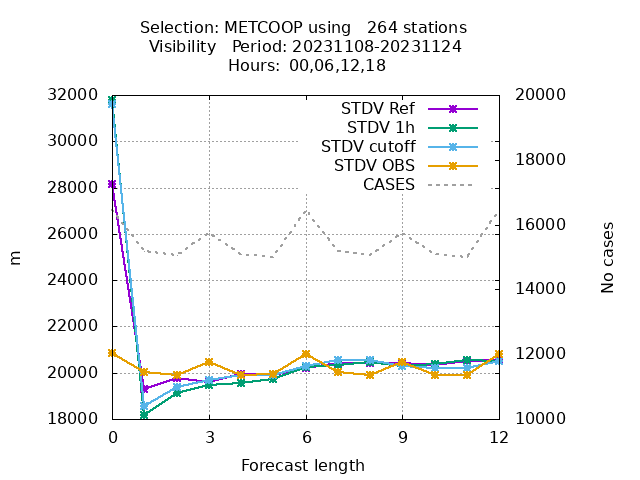 Selection: METCOOP using   264 stations
Visibility   Period: 20231108-20231124
Hours:  00,06,12,18
32000
30000
28000
26000
24000
22000
20000
18000
m
20000
18000
16000
14000
12000
10000
No cases
STDV Ref
STDV 1h
STDV cutoff
STDV OBS
CASES
0 3 6 9 12
Forecast length